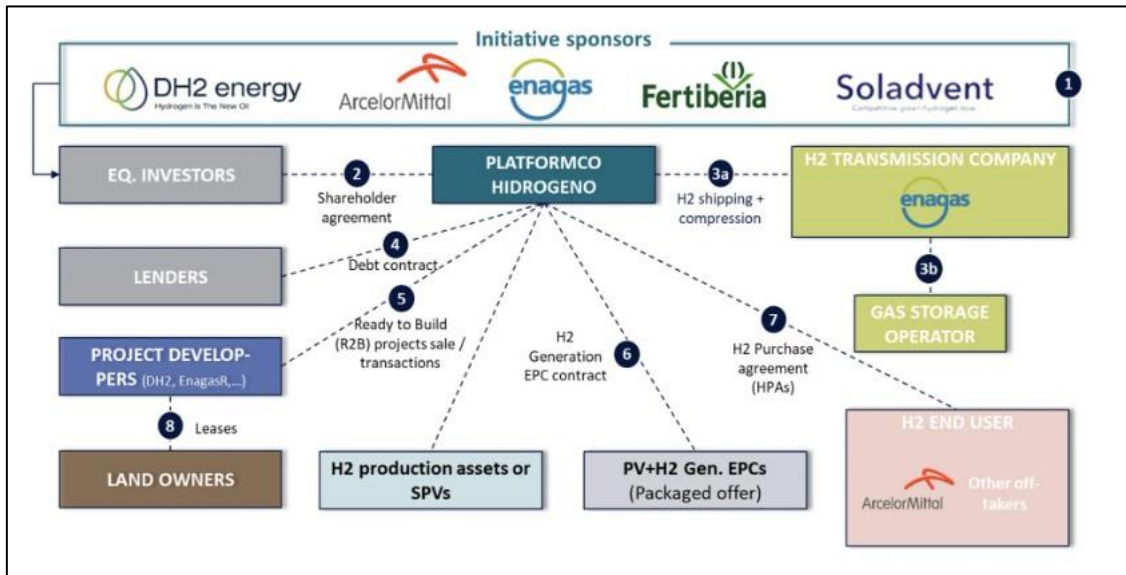 Initiative sponsors
DH2 energy
Hydrogen Is The New Oil
ArcelorMittal
enagas
Fertiberia
Soladvent
Competitive green hydrogen now
1
EQ. INVESTORS
2
Shareholder
agreement
PLATFORMCO
HIDROGENO
3a
H2 shipping +
compression
H2 TRANSMISSION COMPANY
enagas
LENDERS
4
Debt contract
3b
GAS STORAGE
OPERATOR
5
Ready to Build
(R2B) projects sale /
transactions
PROJECT DEVELOP-
PERS (DH2, EnagasR,...)
H2
Generation
EPC contract
6
7
H2 Purchase
agreement
(HPAs)
8
Leases
LAND OWNERS
H2 production assets or
SPVs
PV+H2 Gen. EPCs
(Packaged offer)
H2 END USER
ArcelorMittal
Other off-
takers